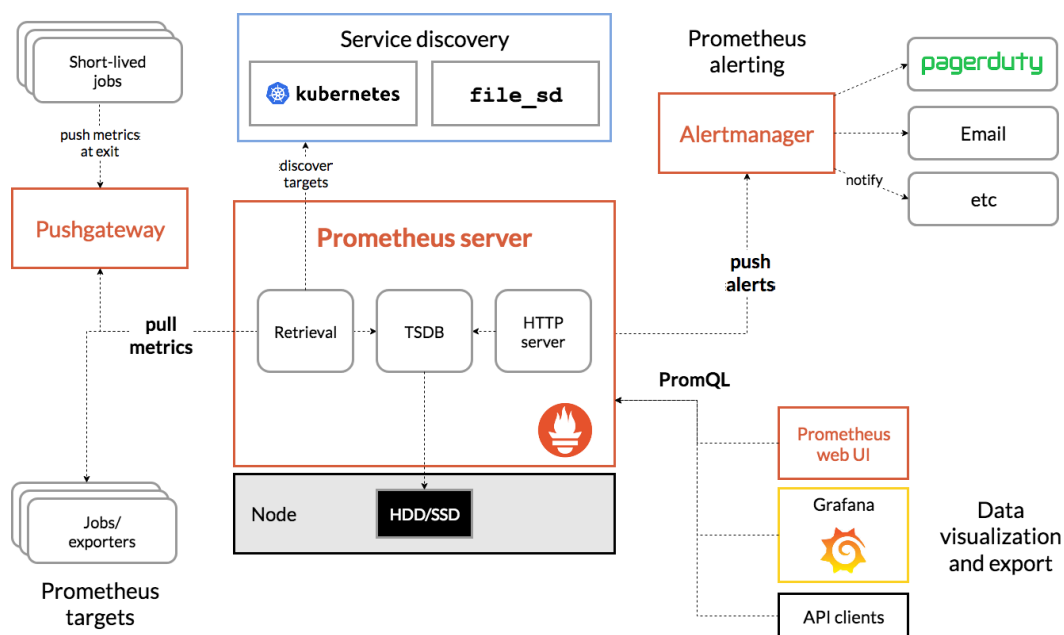 Short-lived
jobs
push metrics
at exit
Pushgateway
Service discovery
kubernetes
file_sd
discover
targets
Prometheus
alerting
Alertmanager
pagerduty
Email
notify
etc
Prometheus server
Retrieval
TSDB
HTTP
server
pull
metrics
push
alerts
PromQL
Node
HDD/SSD
Jobs/
exporters
Prometheus
targets
Prometheus
web UI
Grafana
API clients
Data
visualization
and export